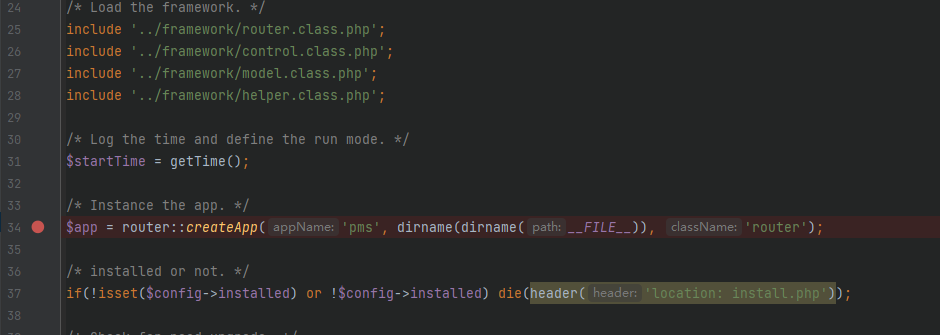 24 /* Load the framework. */
25 include '../framework/router.class.php';
26 include '../framework/control.class.php';
27 include '../framework/model.class.php';
28 include '../framework/helper.class.php';
29
30 /* Log the time and define the run mode. */
31 $startTime = getTime();
32
33 /* Instance the app. */
34 $app = router::createApp( appName: 'pms', dirname(dirname( path: __FILE__)), className: 'router');
35
36 /* installed or not. */
37 if(!isset($config->installed) or !$config->installed) die(header( header: 'location: install.php'));
38